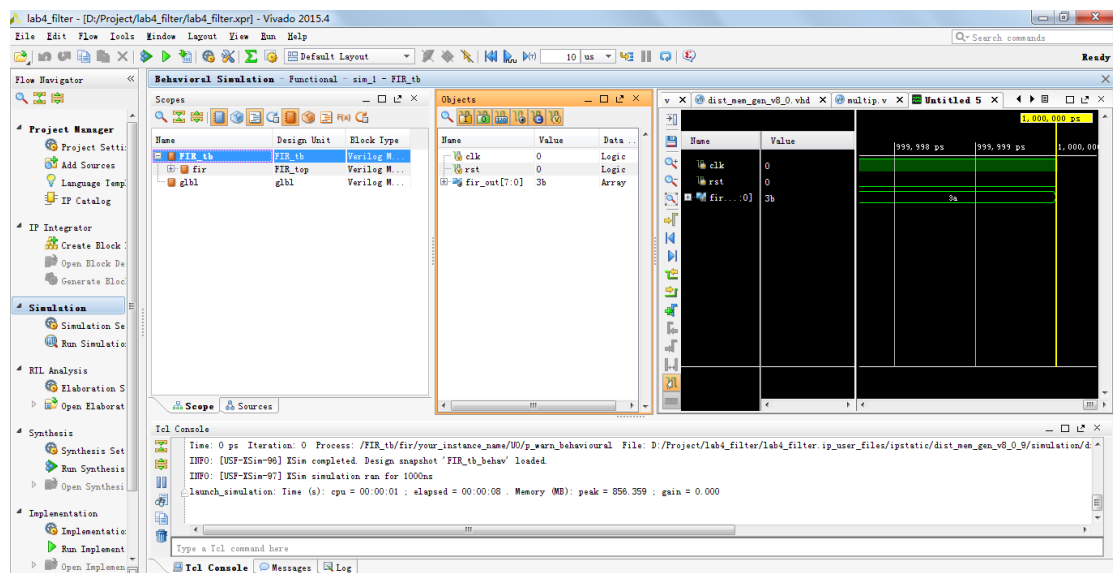 lab4_filter - [D:/Project/lab4_filter/lab4_filter.xpr] - Vivado 2015.4
File Edit Flow Tools Window Layout View Run Help
Search commands
Default Layout
10 us
Ready
Flow Navigator
Project Manager
Project Setti
Add Sources
Language Temp
IP Catalog
IP Integrator
Create Block
Open Block De
Generate Bloc
Simulation
Simulation Se
Run Simulatio
RTL Analysis
Elaboration S
Open Elaborat
Synthesis
Synthesis Set
Run Synthesis
Open Synthesi
Implementation
Implementatio
Run Implement
Open Implemen
Behavioral Simulation - Functional - sim_1 - FIR_tb
Scopes
Name Design Unit Block Type
FIR_tb FIR_tb Verilog M...
fir FIR_top Verilog M...
glbl glbl Verilog M...
Scope Sources
Objects
Name Value Data ..
clk 0 Logic
rst 0 Logic
fir_out[7:0] 3b Array
v dist_mem_gen_v8_0.vhd multip.v Untitled 5
1,000,000 ps
Name Value 999,998 ps 999,999 ps 1,000,00
clk 0
rst 0
fir...:0] 3b 3a
Tcl Console
Time: 0 ps Iteration: 0 Process: /FIR_tb/fir/your_instance_name/U0/p_warn_behavioural File: D:/Project/lab4_filter/lab4_filter.ip_user_files/ipstatic/dist_mem_gen_v8_0_9/simulation/d
INFO: [USF-XSim-96] XSim completed. Design snapshot 'FIR_tb_behav' loaded.
INFO: [USF-XSim-97] XSim simulation ran for 1000ns
launch_simulation: Time (s): cpu = 00:00:01 ; elapsed = 00:00:08 . Memory (MB): peak = 856.359 ; gain = 0.000
Type a Tcl command here
Tcl Console Messages Log